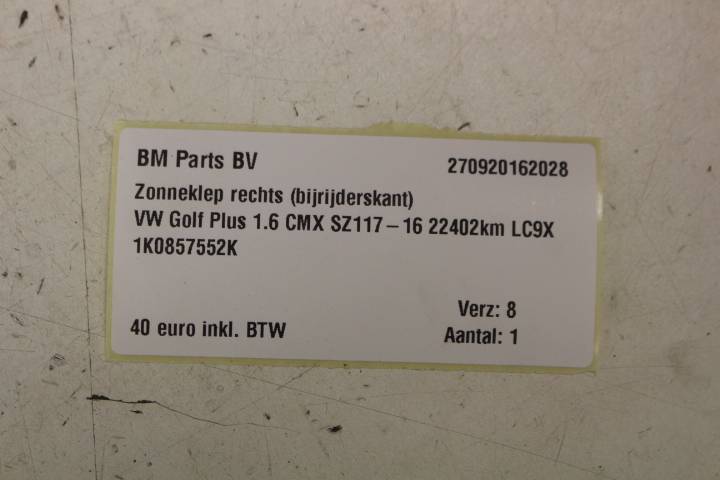 BM Parts BV 270920162028
Zonneklep rechts (bijrijderskant)
VW Golf Plus 1.6 CMX SZ117-16 22402km LC9X
1K0857552K
Verz: 8
40 euro inkl. BTW
Aantal: 1